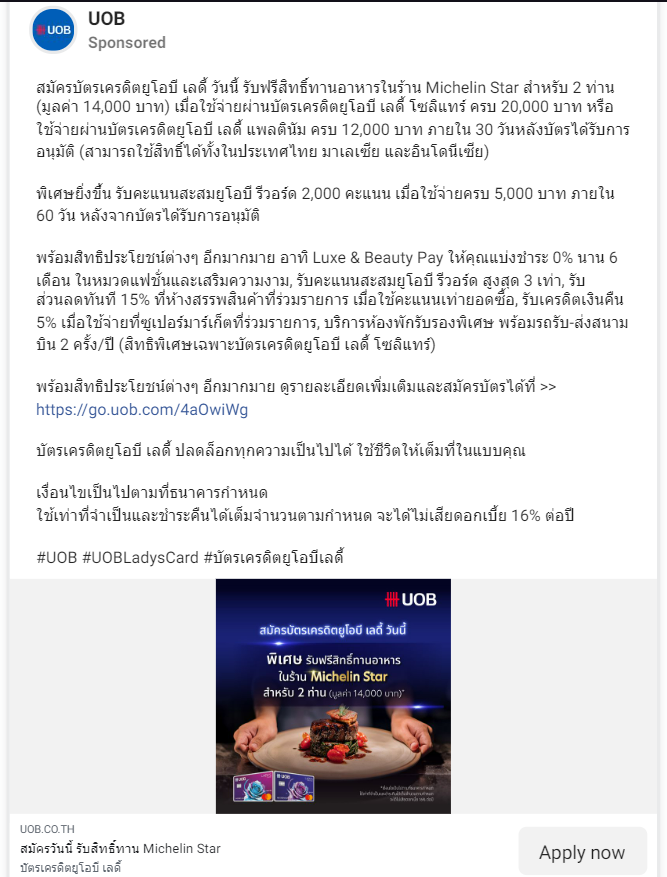 UOB
UOB
Sponsored
สมัครบัตรเครดิตยูโอบี เลดี้ วันนี้ รับฟรีสิทธิ์ทานอาหารในร้าน Michelin Star สำหรับ 2 ท่าน
(มูลค่า 14,000 บาท) เมื่อใช้จ่ายผ่านบัตรเครดิตยูโอบี เลดี้ โซลิแทร์ ครบ 20,000 บาท หรือ
ใช้จ่ายผ่านบัตรเครดิตยูโอบี เลดี้ แพลตินัม ครบ 12,000 บาท ภายใน 30 วันหลังบัตรได้รับการ
อนุมัติ (สามารถใช้สิทธิ์ได้ทั้งในประเทศไทย มาเลเซีย และอินโดนีเซีย)
พิเศษยิ่งขึ้น รับคะแนนสะสมยูโอบี รีวอร์ด 2,000 คะแนน เมื่อใช้จ่ายครบ 5,000 บาท ภายใน
60 วัน หลังจากบัตรได้รับการอนุมัติ
พร้อมสิทธิประโยชน์ต่างๆ อีกมากมาย อาทิ Luxe & Beauty Pay ให้คุณแบ่งชำระ 0% นาน 6
เดือน ในหมวดแฟชั่นและเสริมความงาม, รับคะแนนสะสมยูโอบี รีวอร์ด สูงสุด 3 เท่า, รับ
ส่วนลดทันที 15% ที่ห้างสรรพสินค้าที่ร่วมรายการ เมื่อใช้คะแนนเท่ายอดซื้อ, รับเครดิตเงินคืน
5% เมื่อใช้จ่ายที่ซูเปอร์มาร์เก็ตที่ร่วมรายการ, บริการห้องพักรับรองพิเศษ พร้อมรถรับ-ส่งสนาม
บิน 2 ครั้ง/ปี (สิทธิพิเศษเฉพาะบัตรเครดิตยูโอบี เลดี้ โซลิแทร์)
พร้อมสิทธิประโยชน์ต่างๆ อีกมากมาย ดูรายละเอียดเพิ่มเติมและสมัครบัตรได้ที่ >>
https://go.uob.com/4aOwiWg
บัตรเครดิตยูโอบี เลดี้ ปลดล็อกทุกความเป็นไปได้ ใช้ชีวิตให้เต็มที่ในแบบคุณ
เงื่อนไขเป็นไปตามที่ธนาคารกำหนด
ใช้เท่าที่จำเป็นและชำระคืนได้เต็มจำนวนตามกำหนด จะได้ไม่เสียดอกเบี้ย 16% ต่อปี
#UOB #UOBLadysCard #บัตรเครดิตยูโอบีเลดี้
UOB
สมัครบัตรเครดิตยูโอบี เลดี้ วันนี้
พิเศษ รับฟรีสิทธิ์ทานอาหาร
ในร้าน Michelin Star
สำหรับ 2 ท่าน (มูลค่า 14,000 บาท)*
UOB UOB
UOB.CO.TH
สมัครวันนี้ รับสิทธิ์ทาน Michelin Star
บัตรเครดิตยูโอบี เลดี้
Apply now